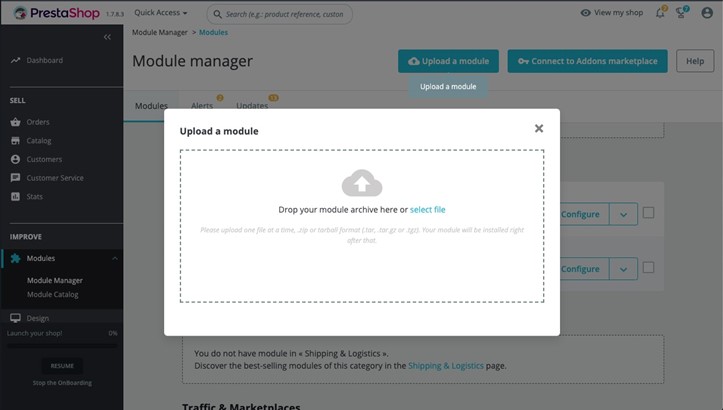 PrestaShop 1.7.6.3 Quick Access Search (e.g.: product reference, custon View my shop
Module Manager > Modules
Module manager
Upload a module
Connect to Addons marketplace
Help
Upload a module
Modules Alerts Updates
Dashboard
SELL
Orders
Catalog
Customers
Customer Service
Stats
IMPROVE
Modules
Module Manager
Module Catalog
Design
Launch your shop! 0%
RESUME
Stop the OnBoarding
Upload a module
Drop your module archive here or select file
Please upload one file at a time, .zip or tarball format (.tar, .tar.gz or .tgz). Your module will be installed right
after that.
Configure
Configure
You do not have module in « Shipping & Logistics ».
Discover the best-selling modules of this category in the Shipping & Logistics page.
Traffic & Marketplaces